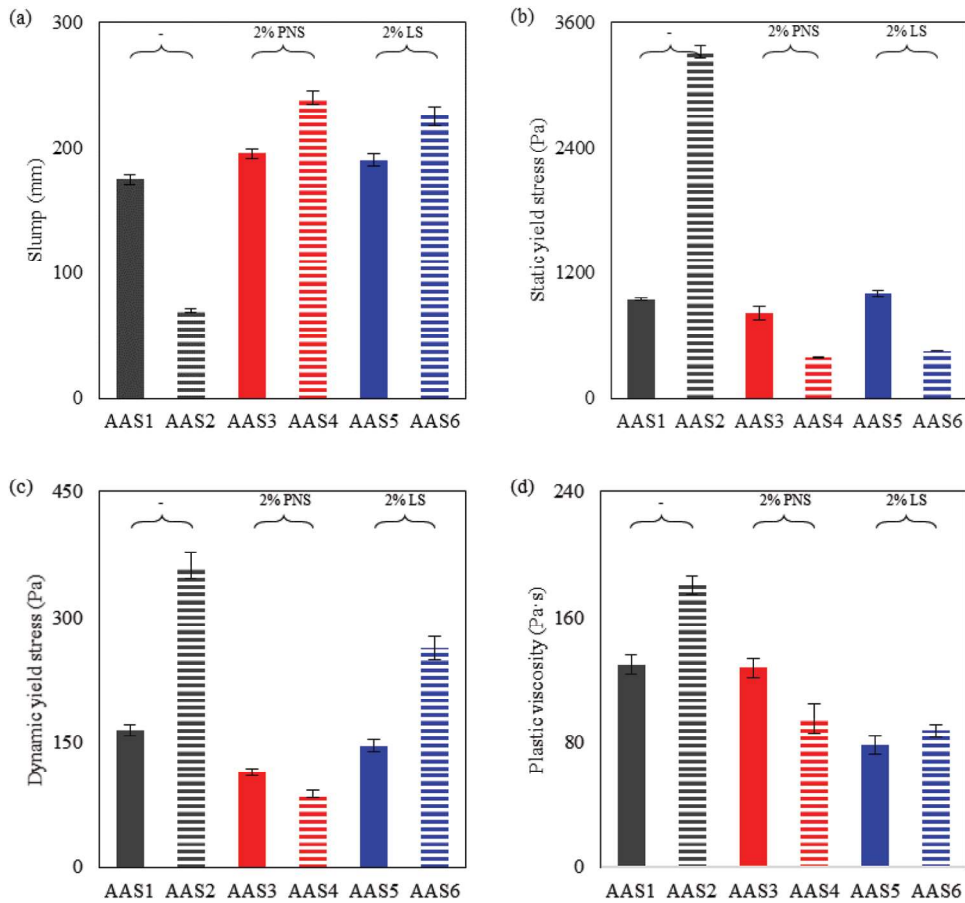 (a)
300
200
100
0
Slump (mm)
-
2% PNS
2% LS
AAS1 AAS2 AAS3 AAS4 AAS5 AAS6
(b)
3600
2400
1200
0
Static yield stress (Pa)
-
2% PNS
2% LS
AAS1 AAS2 AAS3 AAS4 AAS5 AAS6
(c)
450
300
150
0
Dynamic yield stress (Pa)
-
2% PNS
2% LS
AAS1 AAS2 AAS3 AAS4 AAS5 AAS6
(d)
240
160
80
0
Plastic viscosity (Pa·s)
-
2% PNS
2% LS
AAS1 AAS2 AAS3 AAS4 AAS5 AAS6